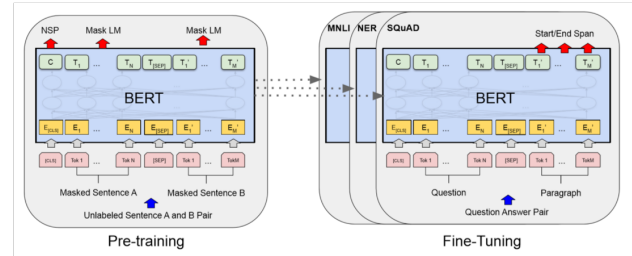 NSP Mask LM Mask LM
C T1 ... TN T[SEP] T1' ... TM'
BERT
E[CLS] E1 ... EN E[SEP] E1' ... EM'
[CLS] Tok 1 ... Tok N [SEP] Tok 1 ... TokM
Masked Sentence A Masked Sentence B
Unlabeled Sentence A and B Pair
Pre-training
MNLI NER SQuAD
Start/End Span
C T1 ... TN T[SEP] T1' ... TM'
BERT
E[CLS] E1 ... EN E[SEP] E1' ... EM'
[CLS] Tok 1 ... Tok N [SEP] Tok 1 ... TokM
Question Paragraph
Question Answer Pair
Fine-Tuning